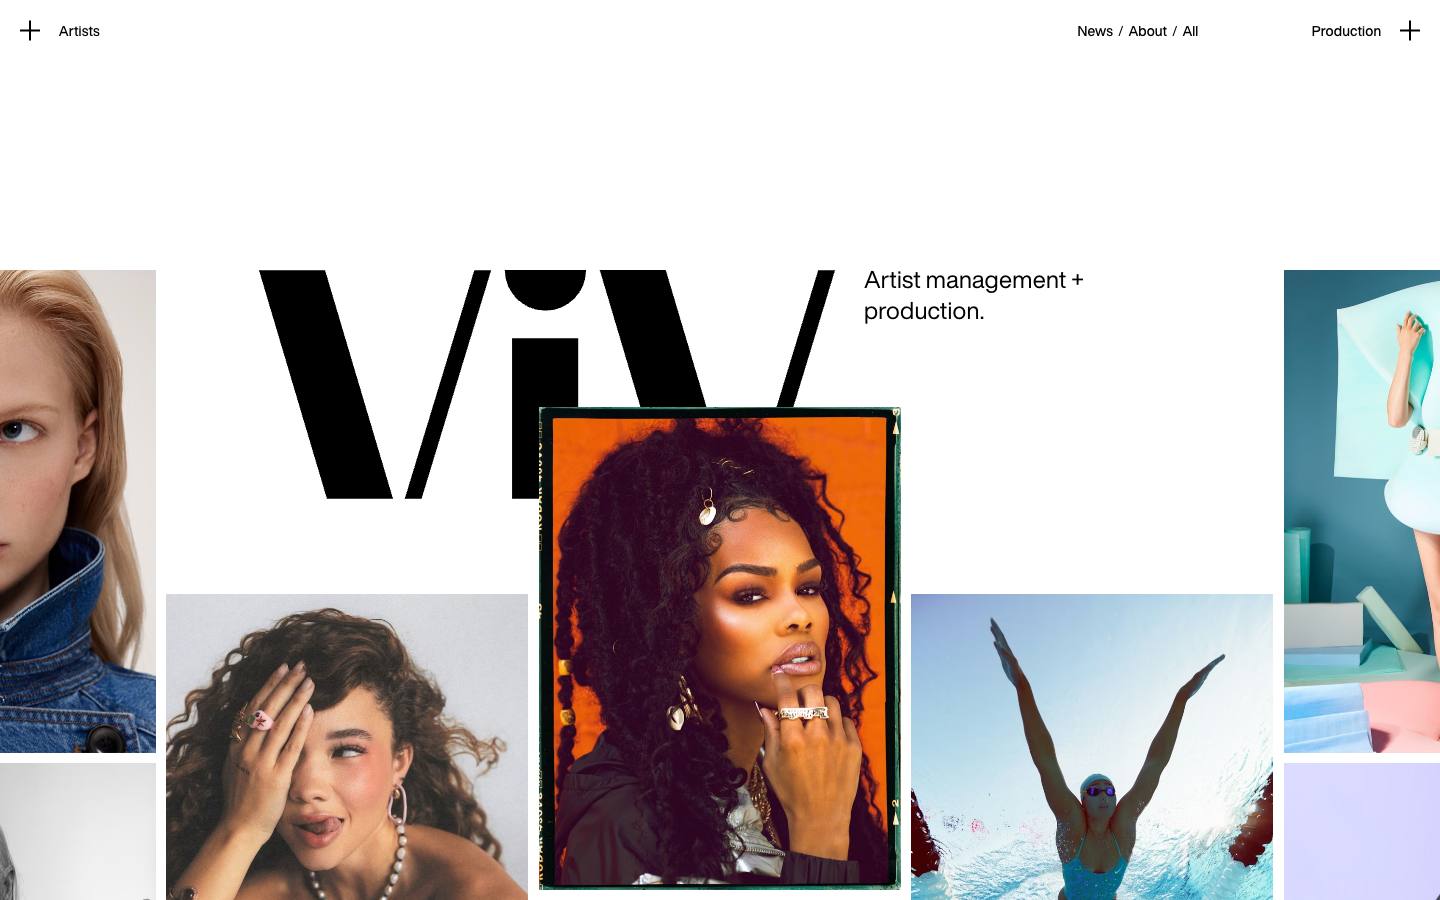 Artists
News / About / All
Production
ViV
Artist management +
production.